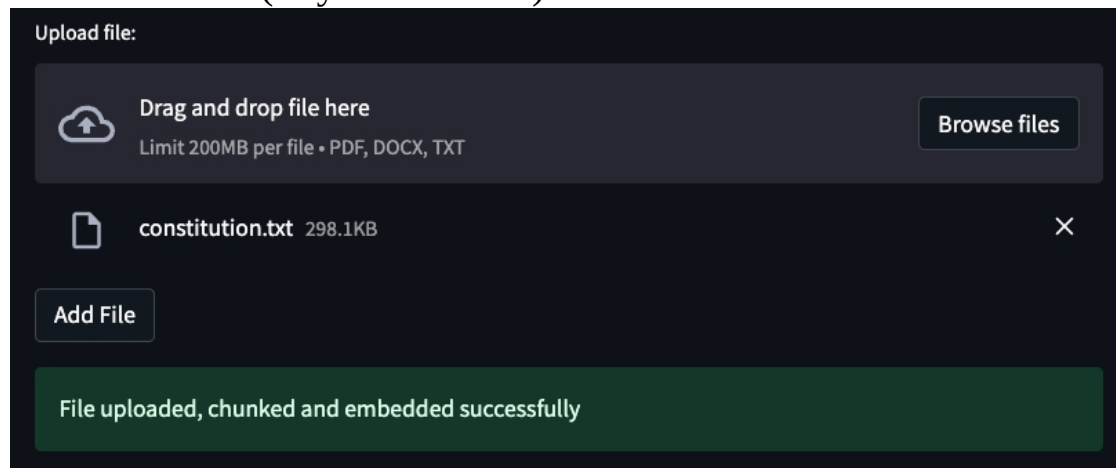 Upload file:
Drag and drop file here
Browse files
Limit 200MB per file • PDF, DOCX, TXT
constitution.txt 298.1KB
Add File
File uploaded, chunked and embedded successfully